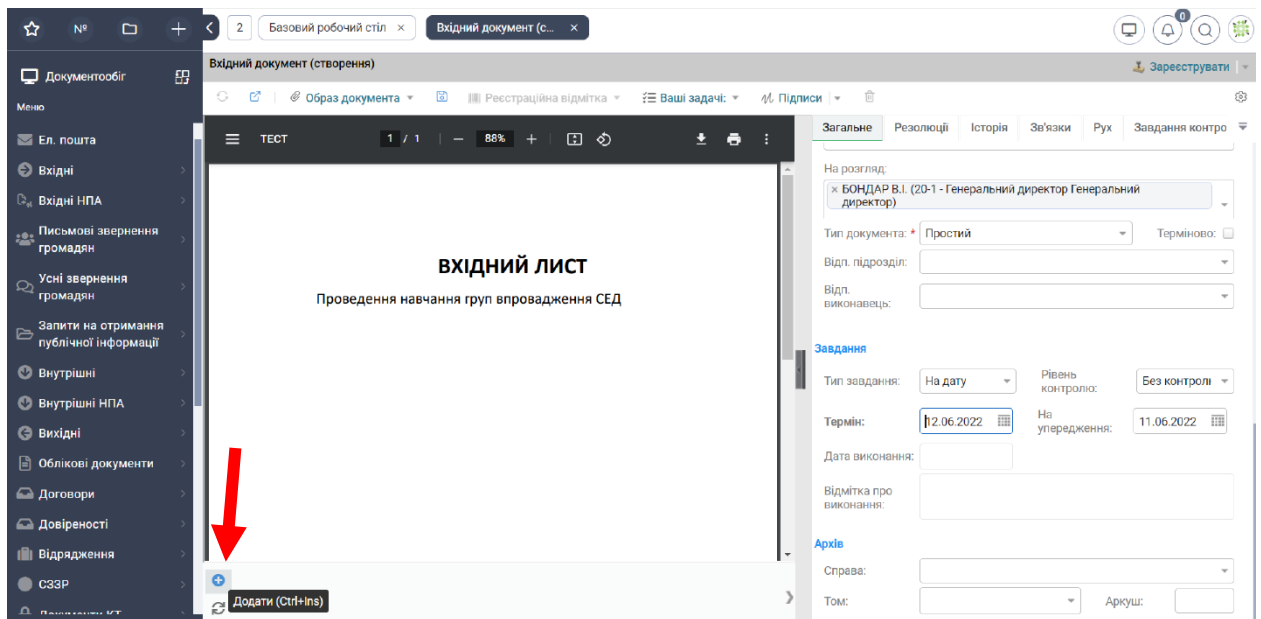 №
2
Базовий робочий стіл ×
Вхідний документ (с... ×
0
Документообіг
Меню
Ел. пошта
Вхідні
Вхідні НПА
Письмові звернення
громадян
Усні звернення
громадян
Запити на отримання
публічної інформації
Внутрішні
Внутрішні НПА
Вихідні
Облікові документи
Договори
Довіреності
Відрядження
СЗЗР
Документи КТ
Вхідний документ (створення)
Зареєструвати
Образ документа
Реєстраційна відмітка
Ваші задачі:
Підписи
ТЕСТ
1 / 1
88%
ВХІДНИЙ ЛИСТ
Проведення навчання груп впровадження СЕД
Додати (Ctrl+Ins)
Загальне Резолюції Історія Зв'язки Рух Завдання контро
На розгляд:
× БОНДАР В.І. (20-1 - Генеральний директор Генеральний
директор)
Тип документа: * Простий Терміново:
Відп. підрозділ:
Відп.
виконавець:
Завдання
Тип завдання: На дату Рівень
контролю: Без контролі
Термін: 12.06.2022 На
упередження: 11.06.2022
Дата виконання:
Відмітка про
виконання:
Архів
Справа:
Том: Аркуш: